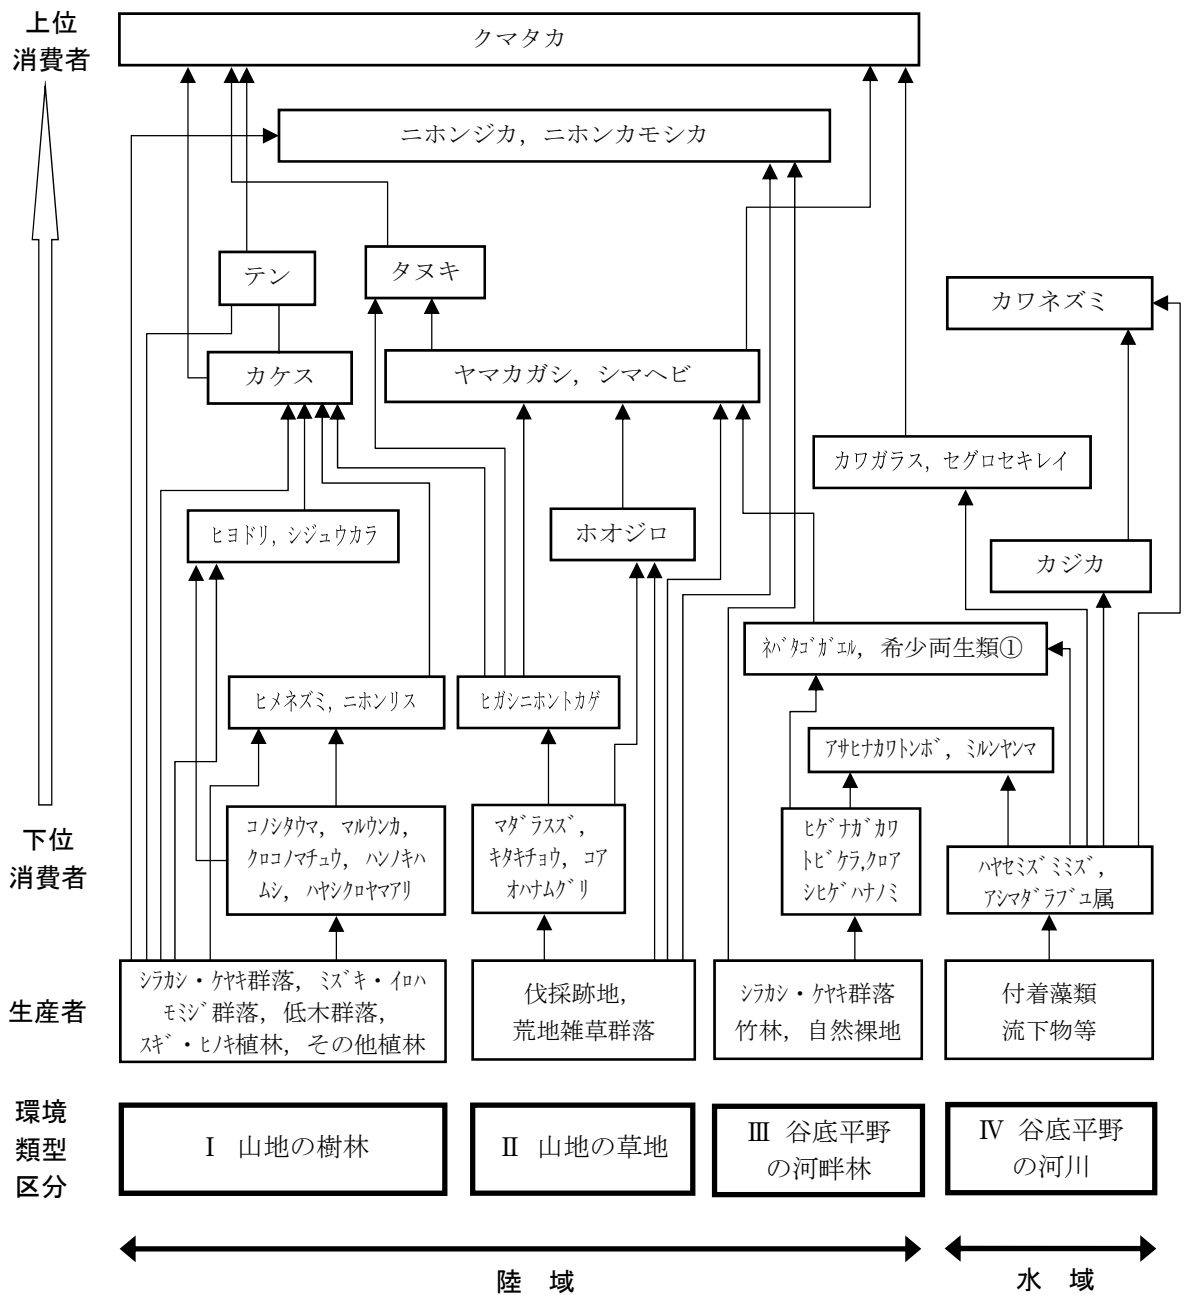 上位
消費者
クマタカ
ニホンジカ，ニホンカモシカ
テン
タヌキ
カワネズミ
カケス
ヤマカガシ，シマヘビ
カワガラス，セグロセキレイ
ヒヨドリ，シジュウカラ
ホオジロ
カジカ
ﾈﾊﾞﾀｺﾞｶﾞｴﾙ，希少両生類①
ヒメネズミ，ニホンリス
ヒガシニホントカゲ
ｱｻﾋﾅｶﾜﾄﾝﾎﾞ，ﾐﾙﾝﾔﾝﾏ
下位
消費者
ｺﾉｼﾀｳﾏ，ﾏﾙｳﾝｶ，
ｸﾛｺﾉﾏﾁｮｳ，ﾊﾝﾉｷﾊ
ﾑｼ，ﾊﾔｼｸﾛﾔﾏｱﾘ
ﾏﾀﾞﾗｽｽﾞ，
ｷﾀｷﾁｮｳ，ｺｱ
ｵﾊﾅﾑｸﾞﾘ
ﾋｹﾞﾅｶﾞｶﾜ
ﾄﾋﾞｹﾗ,ｸﾛｱ
ｼﾋｹﾞﾊﾅﾉﾐ
ﾊﾔｾﾐｽﾞﾐﾐｽﾞ，
ｱｼﾏﾀﾞﾗﾌﾞﾕ属
生産者
ｼﾗｶｼ・ｹﾔｷ群落，ﾐｽﾞｷ・ｲﾛﾊ
ﾓﾐｼﾞ群落，低木群落，
ｽｷﾞ・ﾋﾉｷ植林，その他植林
伐採跡地，
荒地雑草群落
ｼﾗｶｼ・ｹﾔｷ群落
竹林，自然裸地
付着藻類
流下物等
環境
類型
区分
Ⅰ 山地の樹林
Ⅱ 山地の草地
Ⅲ 谷底平野
の河畔林
Ⅳ 谷底平野
の河川
陸 域
水 域